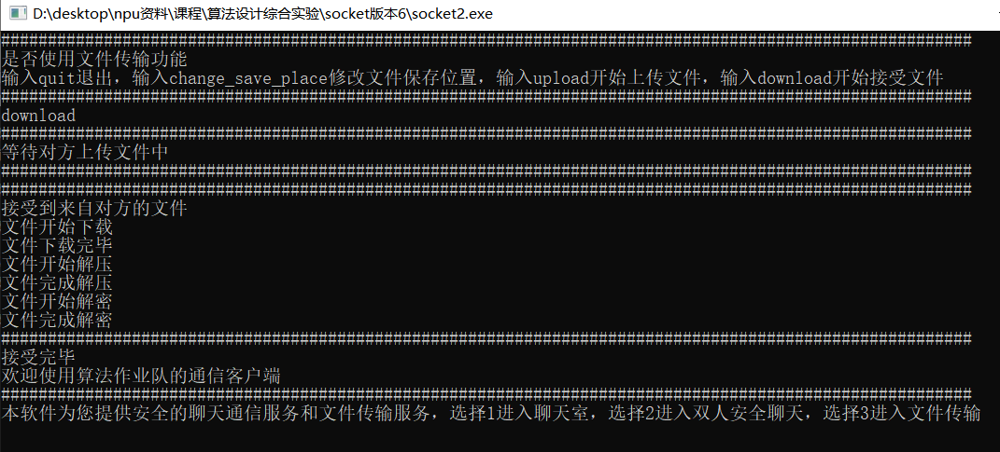 D:\desktop\npu资料\课程\算法设计综合实验\socket版本6\socket2.exe
########################################################################################################
是否使用文件传输功能
输入quit退出，输入change_save_place修改文件保存位置，输入upload开始上传文件，输入download开始接受文件
########################################################################################################
download
########################################################################################################
等待对方上传文件中
########################################################################################################
########################################################################################################
接受到来自对方的文件
文件开始下载
文件下载完毕
文件开始解压
文件完成解压
文件开始解密
文件完成解密
########################################################################################################
接受完毕
欢迎使用算法作业队的通信客户端
########################################################################################################
本软件为您提供安全的聊天通信服务和文件传输服务，选择1进入聊天室，选择2进入双人安全聊天，选择3进入文件传输